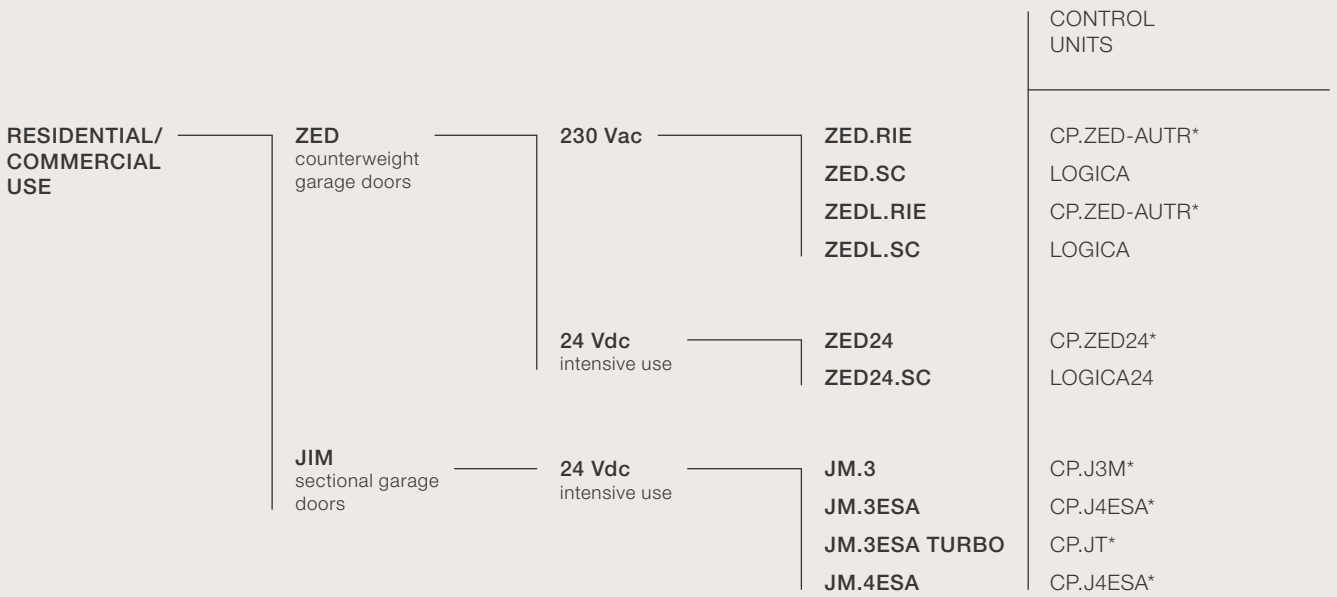 CONTROL
UNITS
RESIDENTIAL/
COMMERCIAL
USE
ZED
counterweight
garage doors
230 Vac
ZED.RIE
CP.ZED-AUTR*
ZED.SC
LOGICA
ZEDL.RIE
CP.ZED-AUTR*
ZEDL.SC
LOGICA
24 Vdc
intensive use
ZED24
CP.ZED24*
ZED24.SC
LOGICA24
JIM
sectional garage
doors
24 Vdc
intensive use
JM.3
CP.J3M*
JM.3ESA
CP.J4ESA*
JM.3ESA TURBO
CP.JT*
JM.4ESA
CP.J4ESA*